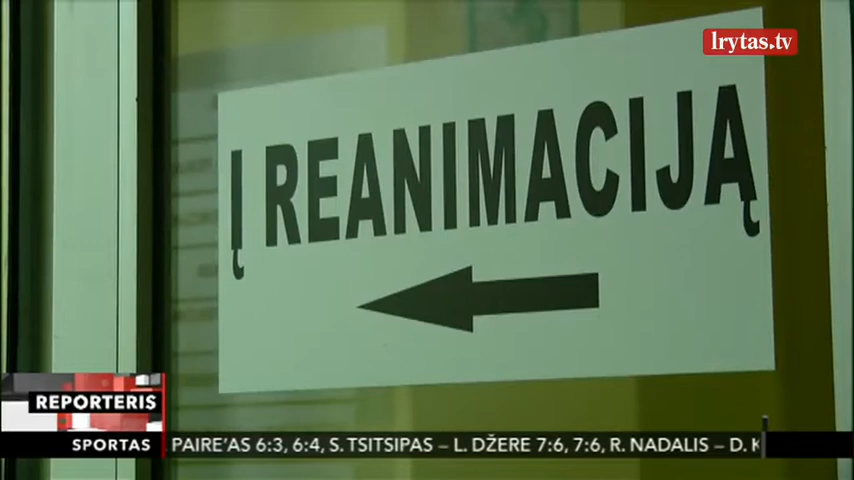 lrytas.tv
Į REANIMACIJĄ
REPORTERIS
SPORTAS
PAIRE'AS 6:3, 6:4, S. TSITSIPAS – L. DŽERE 7:6, 7:6, R. NADALIS – D. K